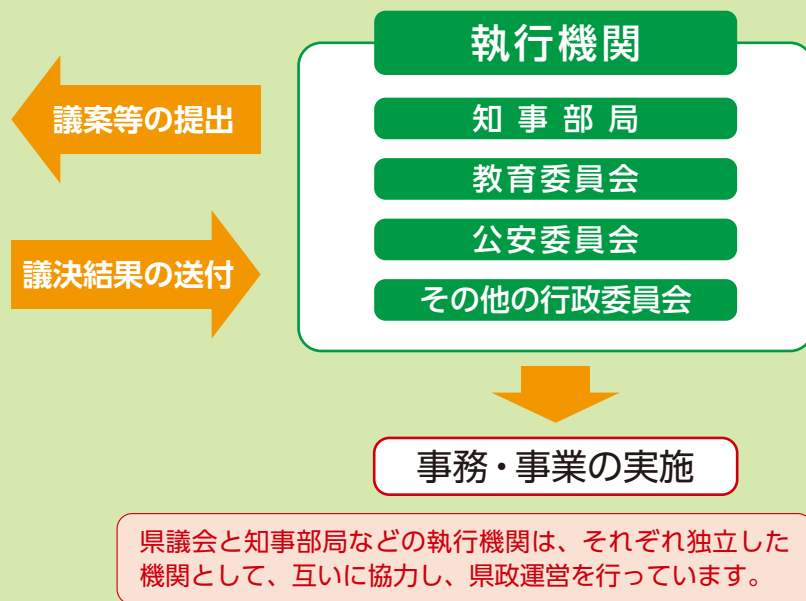 執行機関
議案等の提出
知事部局
教育委員会
公安委員会
議決結果の送付
その他の行政委員会
事務・事業の実施
県議会と知事部局などの執行機関は、それぞれ独立した
機関として、互いに協力し、県政運営を行っています。